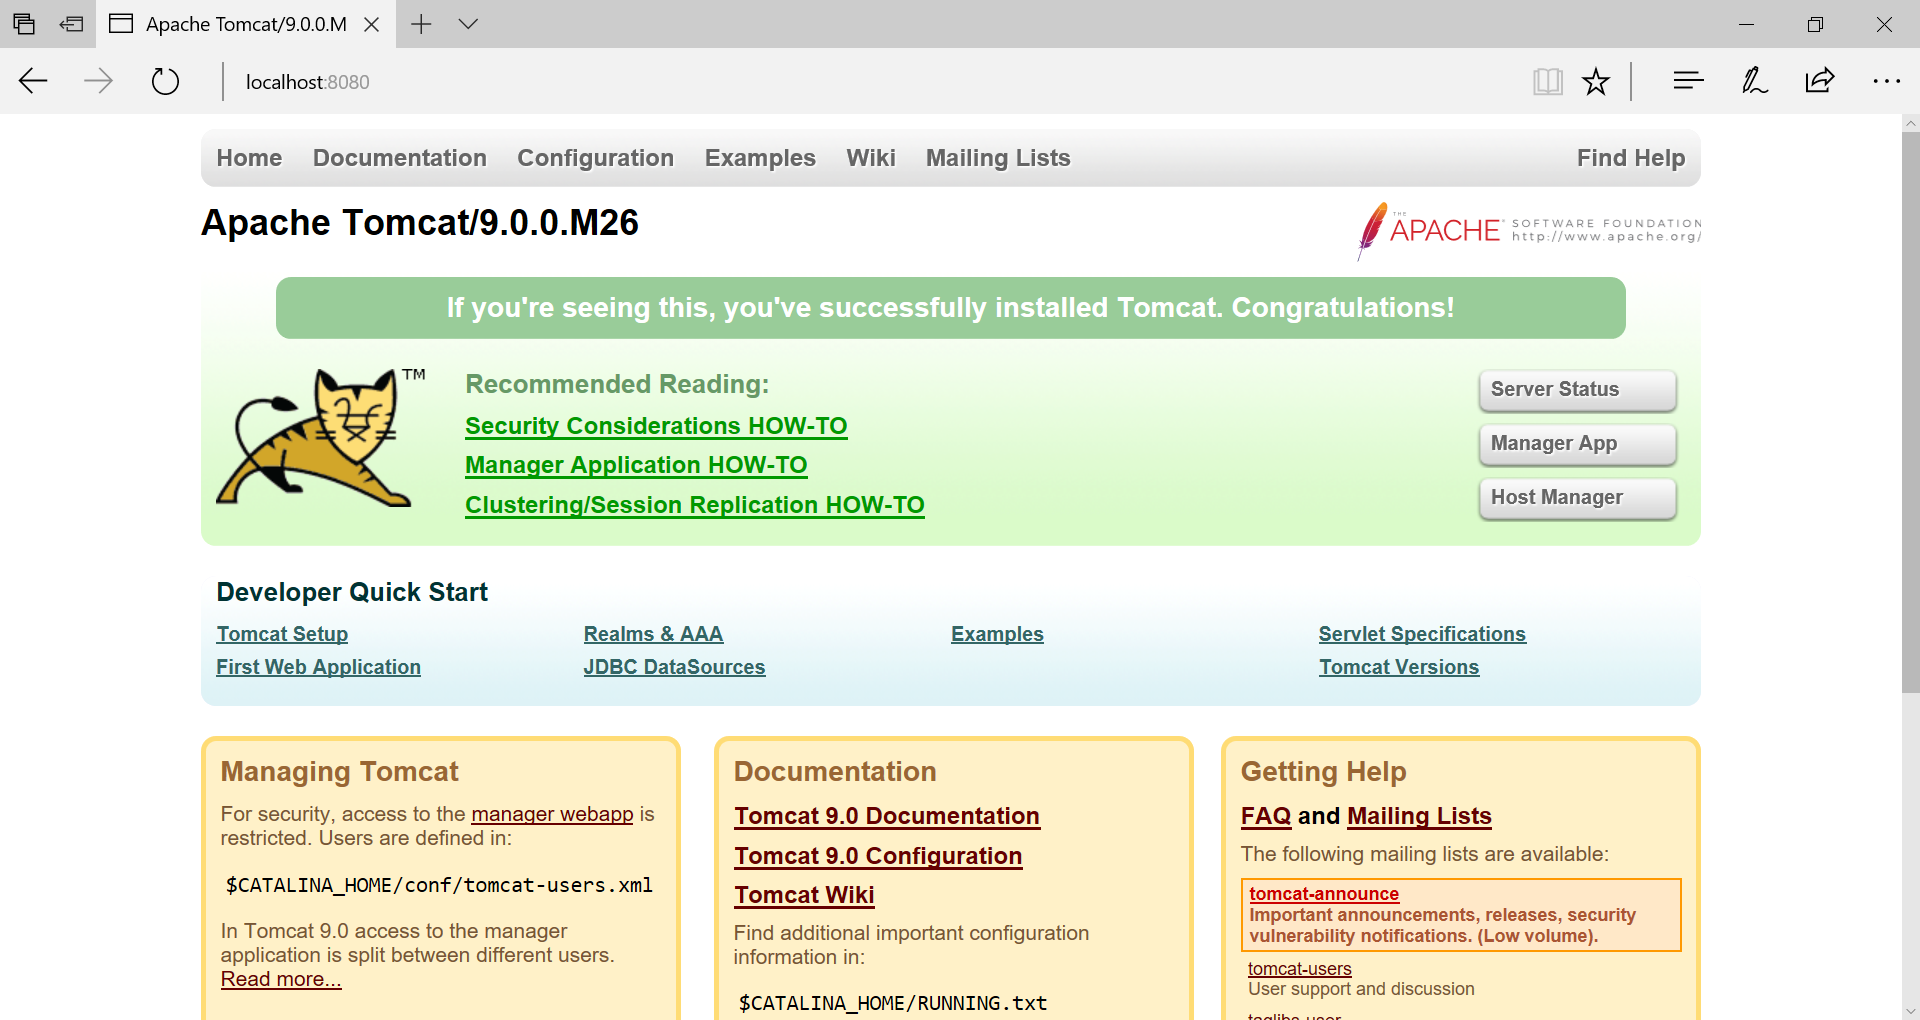 Apache Tomcat/9.0.0.M
localhost:8080
Home Documentation Configuration Examples Wiki Mailing Lists Find Help
Apache Tomcat/9.0.0.M26
THE
APACHE SOFTWARE FOUNDATION
http://www.apache.org/
If you're seeing this, you've successfully installed Tomcat. Congratulations!
TM
Recommended Reading:
Security Considerations HOW-TO
Manager Application HOW-TO
Clustering/Session Replication HOW-TO
Server Status
Manager App
Host Manager
Developer Quick Start
Tomcat Setup
First Web Application
Realms & AAA
JDBC DataSources
Examples
Servlet Specifications
Tomcat Versions
Managing Tomcat
For security, access to the manager webapp is
restricted. Users are defined in:
$CATALINA_HOME/conf/tomcat-users.xml
In Tomcat 9.0 access to the manager
application is split between different users.
Read more...
Documentation
Tomcat 9.0 Documentation
Tomcat 9.0 Configuration
Tomcat Wiki
Find additional important configuration
information in:
$CATALINA_HOME/RUNNING.txt
Getting Help
FAQ and Mailing Lists
The following mailing lists are available:
tomcat-announce
Important announcements, releases, security
vulnerability notifications. (Low volume).
tomcat-users
User support and discussion
taglibs-user